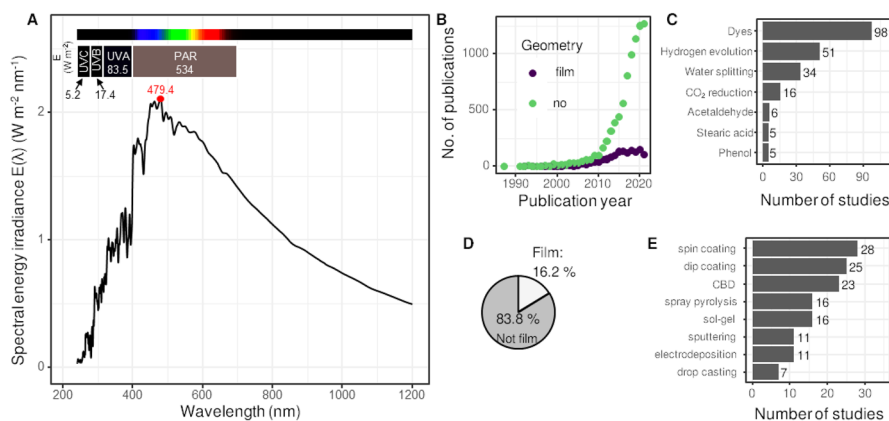 A
E
(W m⁻²)
UVC
UVB
UVA
83.5
PAR
534
5.2
17.4
479.4
Spectral energy irradiance E(λ) (W m⁻² nm⁻¹)
2
1
0
200 400 600 800 1000 1200
Wavelength (nm)
B
No. of publications
1250
750
250
0
Geometry
film
no
1990 2000 2010 2020
Publication year
C
Dyes 98
Hydrogen evolution 51
Water splitting 34
CO₂ reduction 16
Acetaldehyde 6
Stearic acid 5
Phenol 5
0 30 60 90
Number of studies
D
Film:
16.2 %
83.8 %
Not film
E
spin coating 28
dip coating 25
CBD 23
spray pyrolysis 16
sol-gel 16
sputtering 11
electrodeposition 11
drop casting 7
0 10 20 30
Number of studies